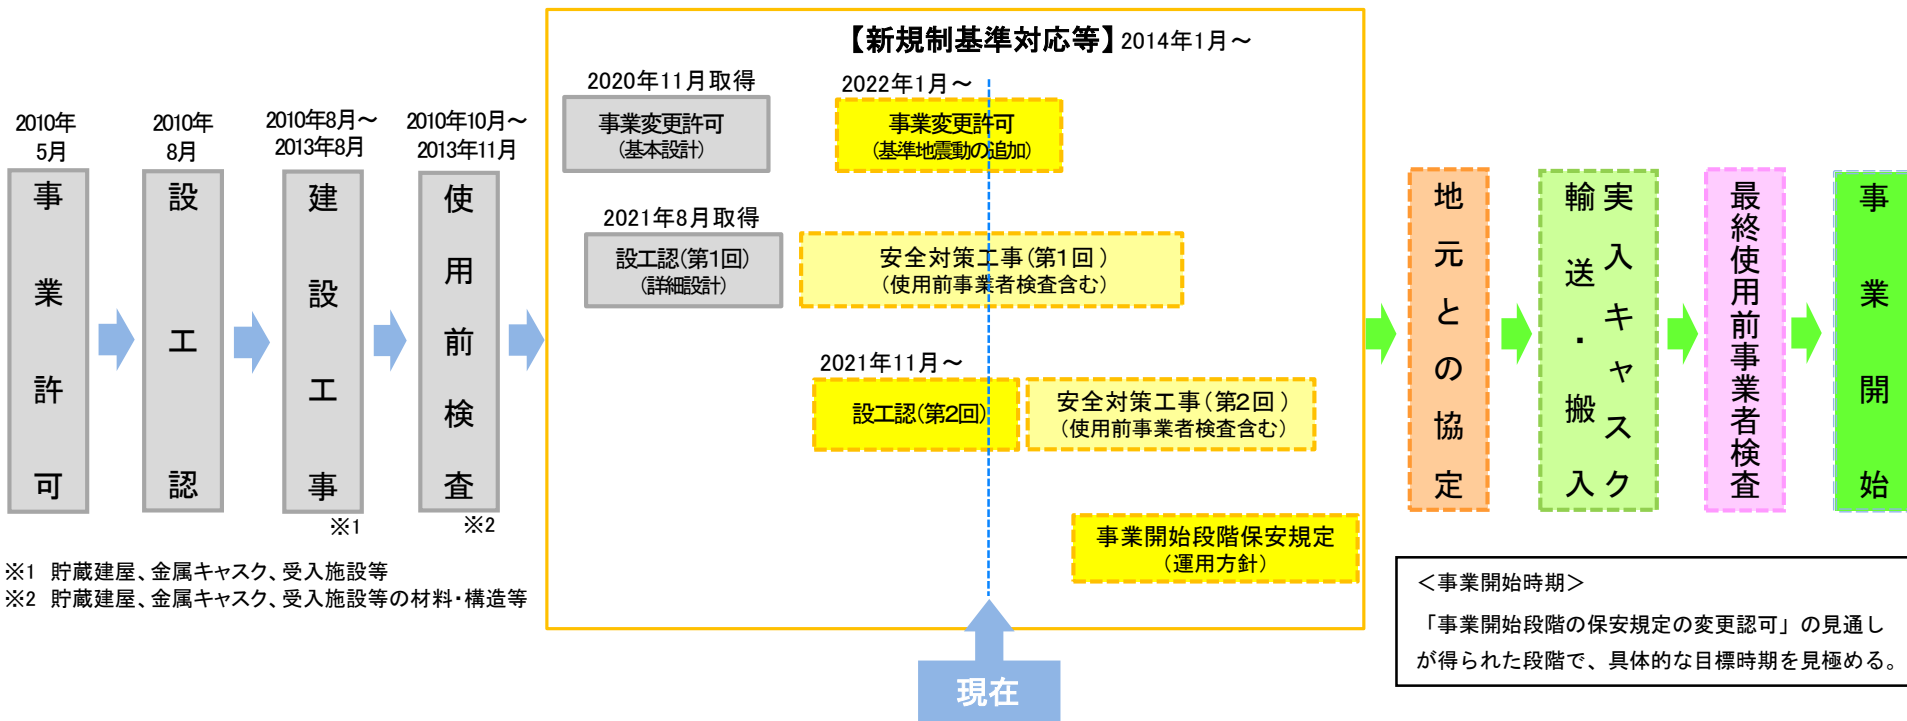 2010年
5月
事業許可
2010年
8月
設工認
2010年8月～
2013年8月
建設工事
※1
2010年10月～
2013年11月
使用前検査
※2
※1 貯蔵建屋、金属キャスク、受入施設等
※2 貯蔵建屋、金属キャスク、受入施設等の材料・構造等
【新規制基準対応等】2014年1月～
2020年11月取得
事業変更許可
（基本設計）
2022年1月～
事業変更許可
（基準地震動の追加）
2021年8月取得
設工認（第1回）
（詳細設計）
安全対策工事（第1回）
（使用前事業者検査含む）
2021年11月～
設工認（第2回）
安全対策工事（第2回）
（使用前事業者検査含む）
事業開始段階保安規定
（運用方針）
現在
地元との協定
実入キャスク
輸送・搬入
最終使用前事業者検査
事業開始
＜事業開始時期＞
「事業開始段階の保安規定の変更認可」の見通し
が得られた段階で、具体的な目標時期を見極める。